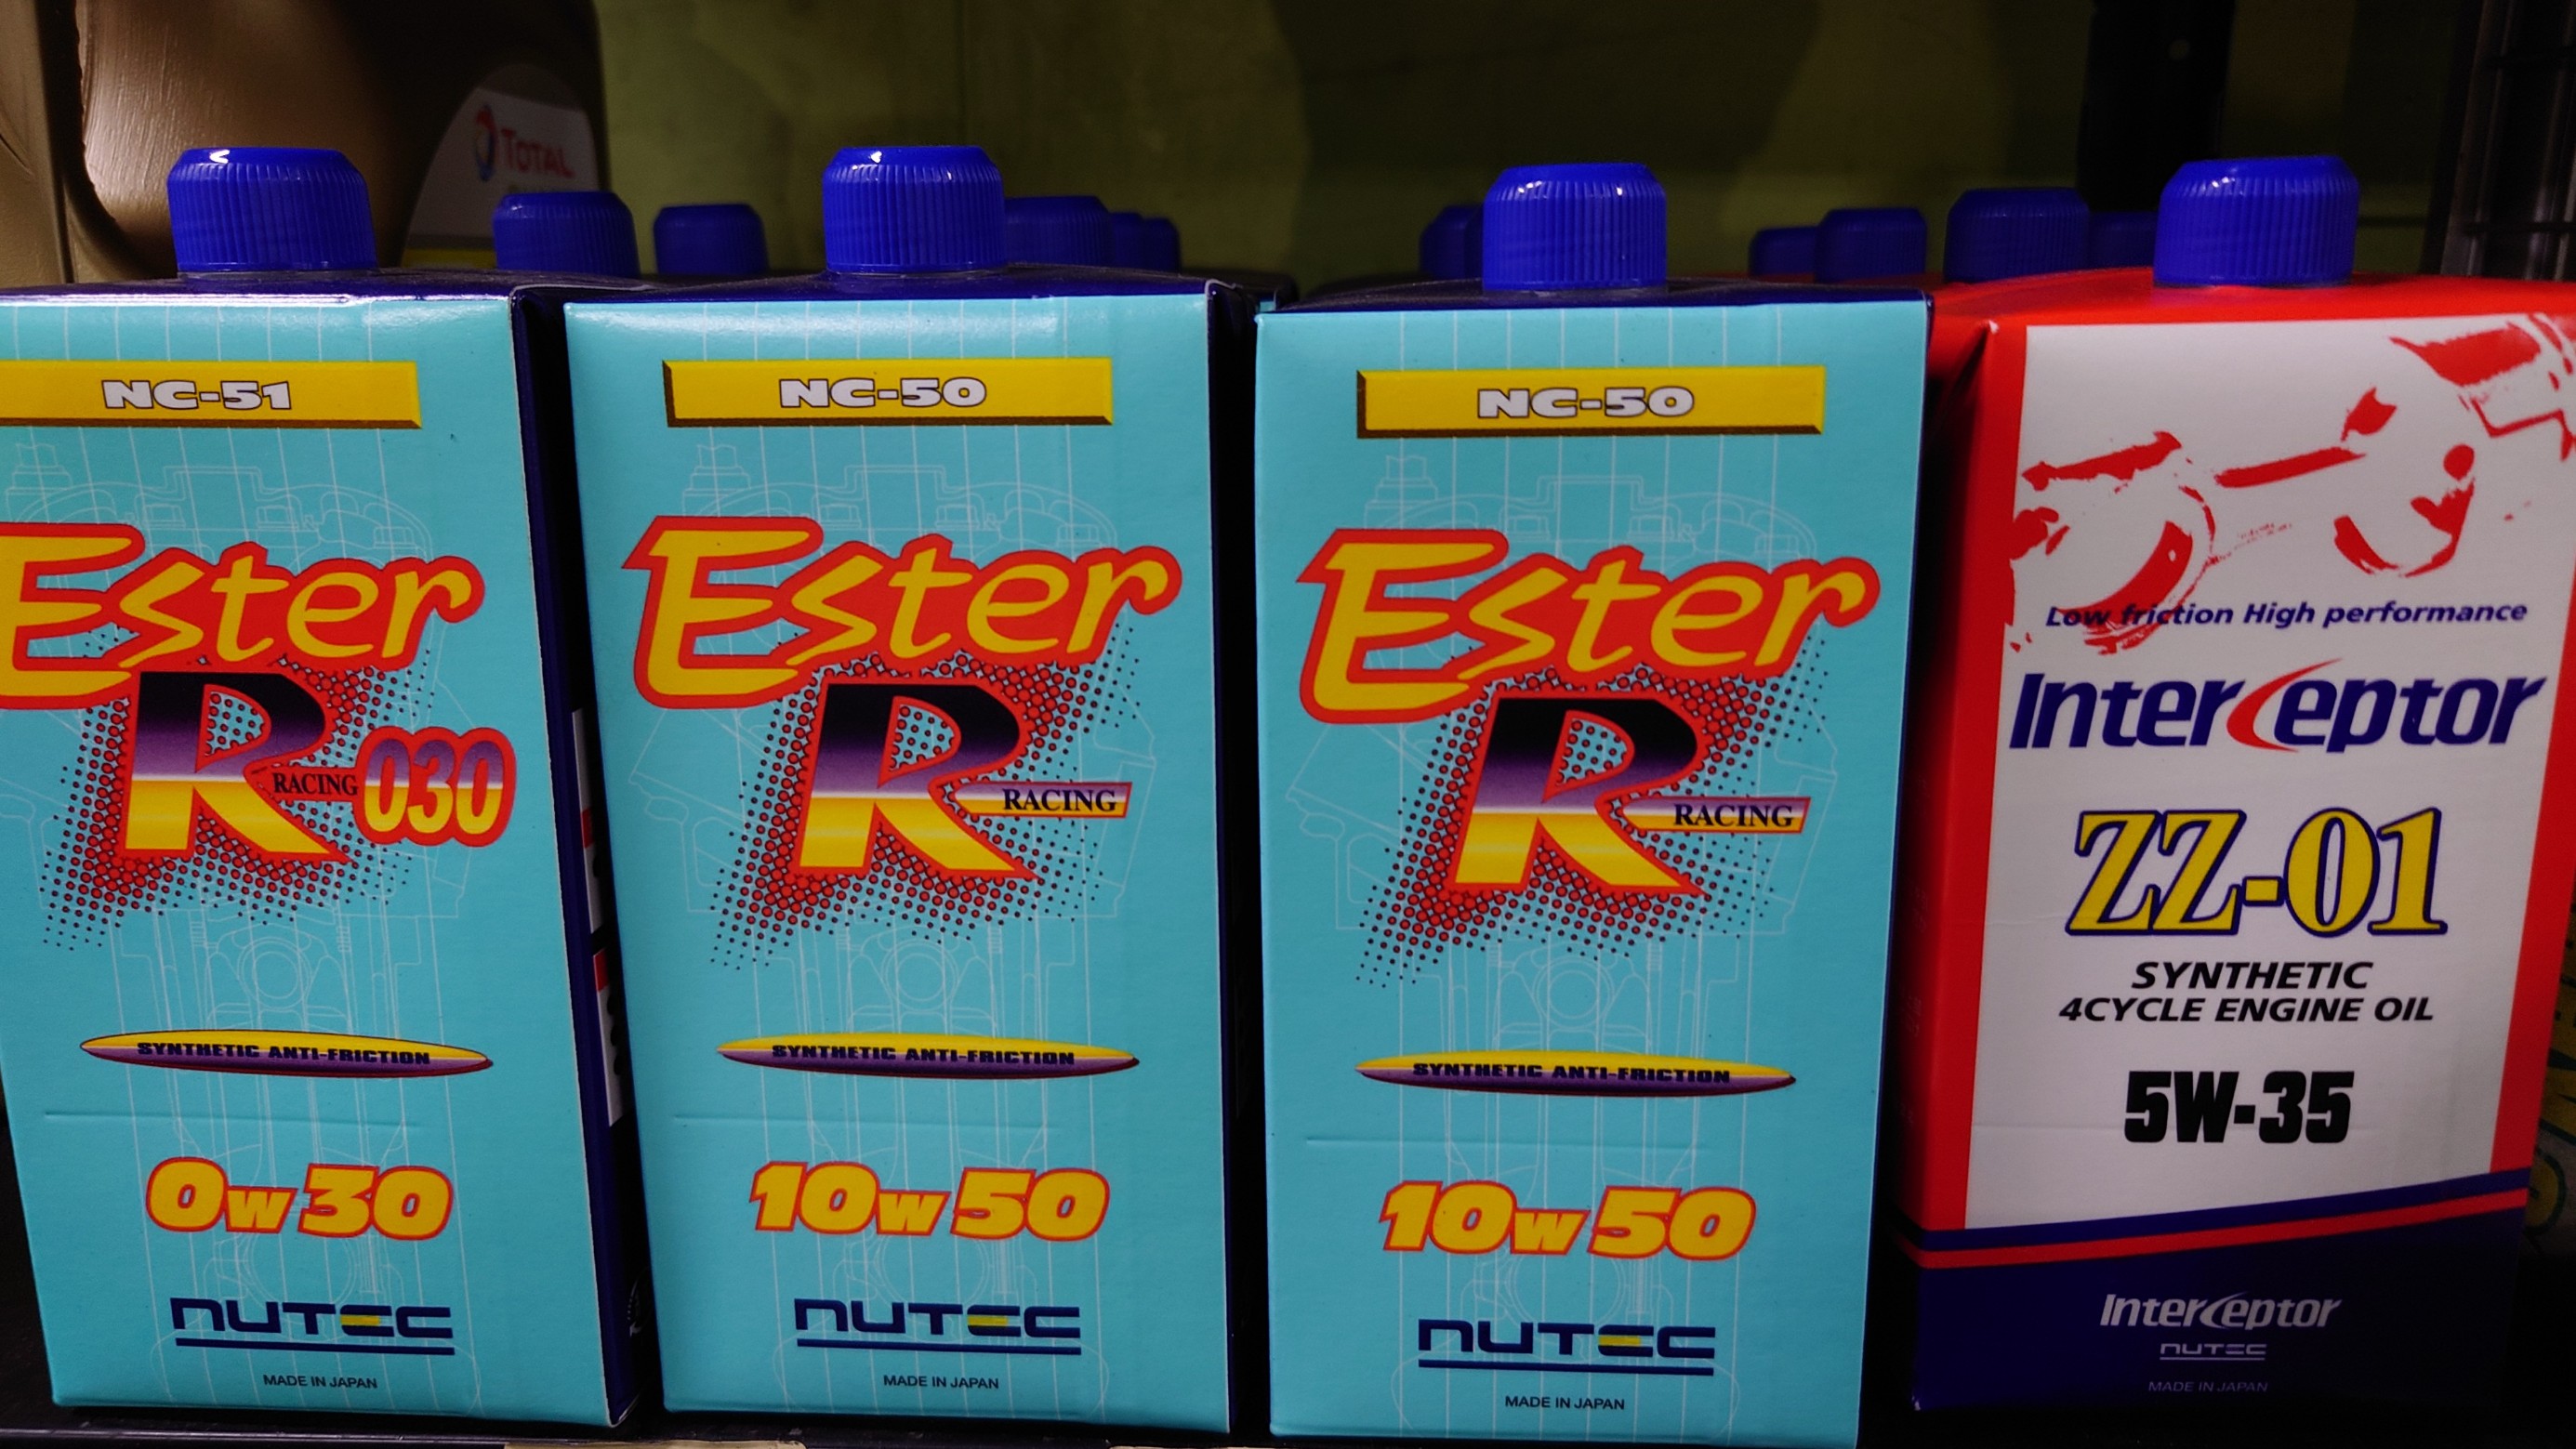 TOTAL
NC-51
Ester
R
RACING 030
SYNTHETIC ANTI-FRICTION
0W30
NUTEC
MADE IN JAPAN
NC-50
Ester
R
RACING
SYNTHETIC ANTI-FRICTION
10W50
NUTEC
MADE IN JAPAN
NC-50
Ester
R
RACING
SYNTHETIC ANTI-FRICTION
10W50
NUTEC
MADE IN JAPAN
Low friction High performance
Interceptor
ZZ-01
SYNTHETIC
4CYCLE ENGINE OIL
5W-35
Interceptor
NUTEC
MADE IN JAPAN